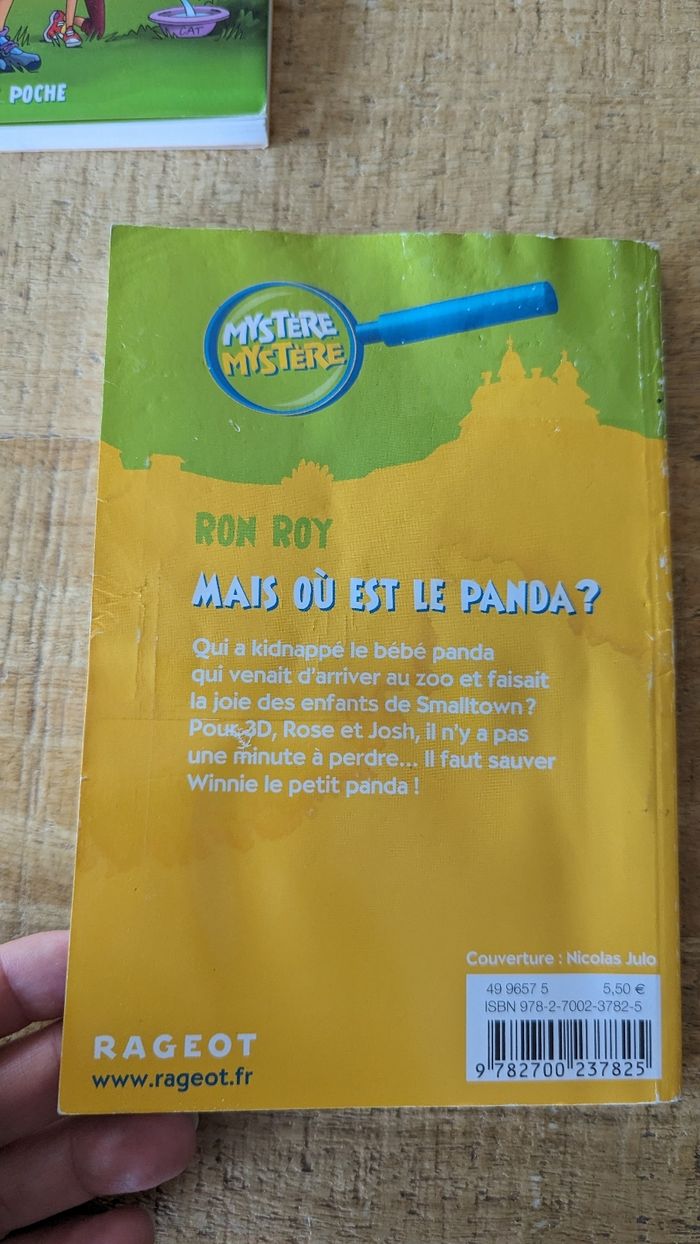 CAT
POCHE
MYSTÈRE
MYSTÈRE
RON ROY
MAIS OÙ EST LE PANDA?
Qui a kidnappé le bébé panda
qui venait d'arriver au zoo et faisait
la joie des enfants de Smalltown?
Pour 3D, Rose et Josh, il n'y a pas
une minute à perdre... Il faut sauver
Winnie le petit panda !
Couverture : Nicolas Julo
49 9657 5 5,50 €
ISBN 978-2-7002-3782-5
9 782700 237825
RAGEOT
www.rageot.fr